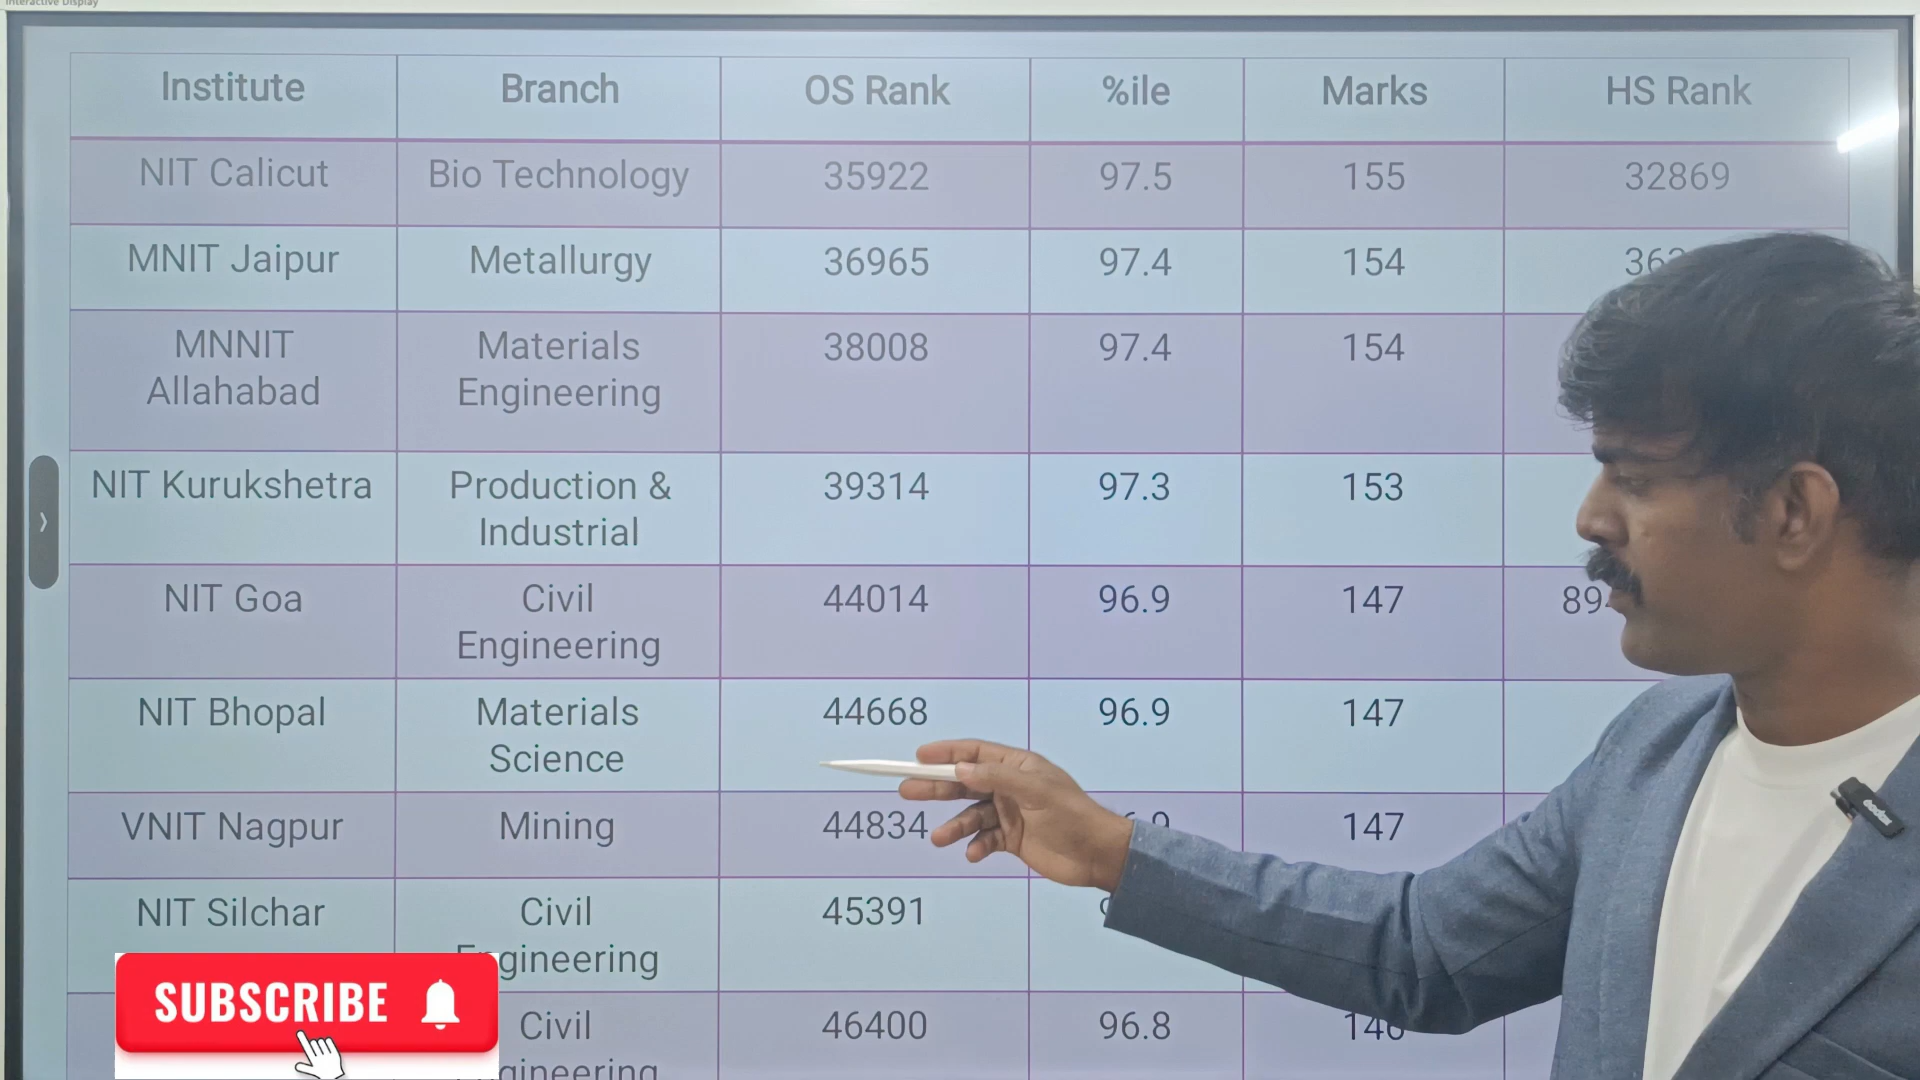 Interactive Display
Institute Branch OS Rank %ile Marks HS Rank
NIT Calicut Bio Technology 35922 97.5 155 32869
MNIT Jaipur Metallurgy 36965 97.4 154
MNNIT Materials 38008 97.4 154
Allahabad Engineering
NIT Kurukshetra Production & 39314 97.3 153
Industrial
NIT Goa Civil 44014 96.9 147
Engineering
NIT Bhopal Materials 44668 96.9 147
Science
VNIT Nagpur Mining 44834 147
NIT Silchar Civil 45391
Engineering
Civil 46400 96.8 146
SUBSCRIBE